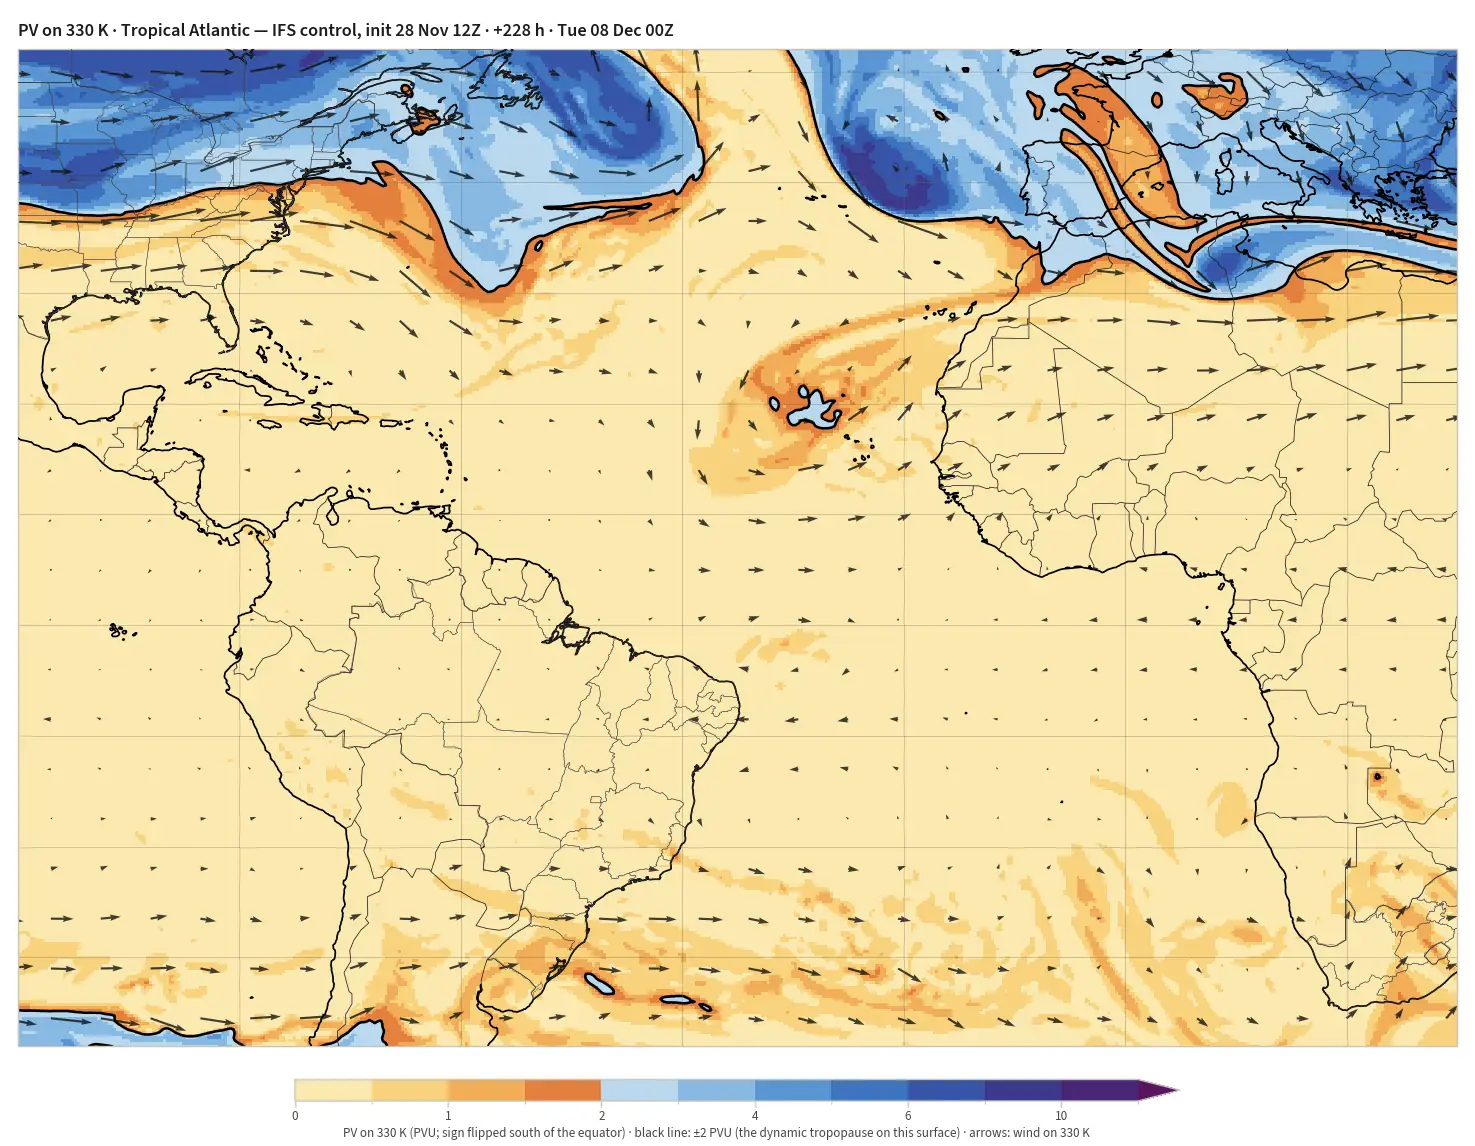 PV on 330 K · Tropical Atlantic — IFS control, init 28 Nov 12Z · +228 h · Tue 08 Dec 00Z
0 1 2 4 6 10
PV on 330 K (PVU; sign flipped south of the equator) · black line: ±2 PVU (the dynamic tropopause on this surface) · arrows: wind on 330 K